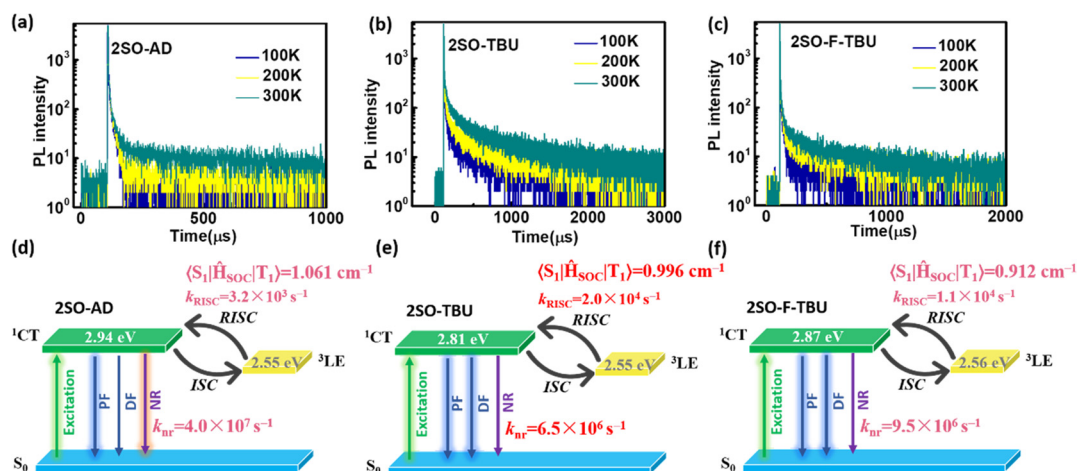 (a)
2SO-AD
100K
200K
300K
PL intensity
10³
10²
10¹
10⁰
0
500
1000
Time(μs)
(b)
2SO-TBU
100K
200K
300K
PL intensity
10³
10²
10¹
10⁰
0
1000
2000
3000
Time(μs)
(c)
2SO-F-TBU
100K
200K
300K
PL intensity
10³
10²
10¹
10⁰
0
1000
2000
Time(μs)
(d)
⟨S₁|Ĥ_SOC|T₁⟩=1.061 cm⁻¹
k_RISC=3.2×10³ s⁻¹
2SO-AD
RISC
¹CT
2.94 eV
2.55 eV
³LE
ISC
Excitation
PF
DF
NR
k_nr=4.0×10⁷ s⁻¹
S₀
(e)
⟨S₁|Ĥ_SOC|T₁⟩=0.996 cm⁻¹
k_RISC=2.0×10⁴ s⁻¹
2SO-TBU
RISC
¹CT
2.81 eV
2.55 eV
³LE
ISC
Excitation
PF
DF
NR
k_nr=6.5×10⁶ s⁻¹
S₀
(f)
⟨S₁|Ĥ_SOC|T₁⟩=0.912 cm⁻¹
k_RISC=1.1×10⁴ s⁻¹
2SO-F-TBU
RISC
¹CT
2.87 eV
2.56 eV
³LE
ISC
Excitation
PF
DF
NR
k_nr=9.5×10⁶ s⁻¹
S₀